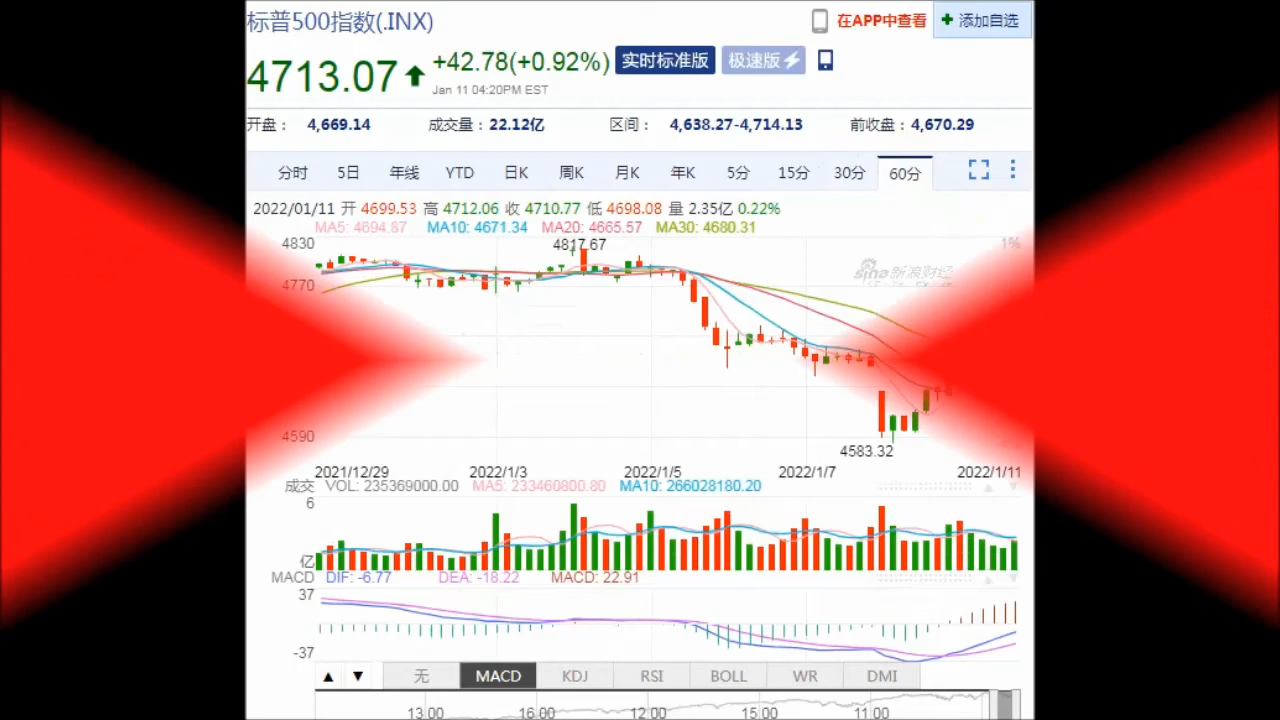 标普500指数(.INX)
在APP中查看
添加自选
4713.07
+42.78(+0.92%)
实时标准版
极速版
Jan 11 04:20PM EST
开盘： 4,669.14 成交量：22.12亿 区间： 4,638.27-4,714.13 前收盘：4,670.29
分时 5日 年线 YTD 日K 周K 月K 年K 5分 15分 30分 60分
2022/01/11 开 4699.53 高 4712.06 收 4710.77 低 4698.08 量 2.35亿 0.22%
MA5: 4694.87 MA10: 4671.34 MA20: 4665.57 MA30: 4680.31
4830
4817.67
1%
sina新浪财经
4770
4590
4583.32
2021/12/29 2022/1/3 2022/1/5 2022/1/7 2022/1/11
成交 VOL: 235369000.00 MA5: 233460800.80 MA10: 266028180.20
6
亿
MACD DIF: -6.77 DEA: -18.22 MACD: 22.91
37
-37
▲ ▼ 无 MACD KDJ RSI BOLL WR DMI
13:00 16:00 12:00 15:00 11:00